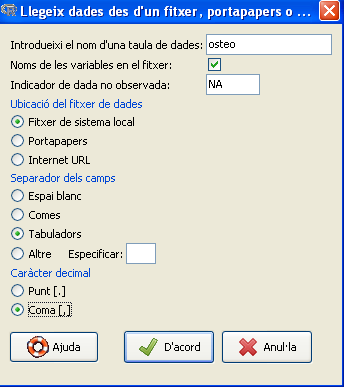 Llegeix dades des d'un fitxer, portapapers o ...
Introdueixi el nom d'una taula de dades: osteo
Noms de les variables en el fitxer:
Indicador de dada no observada: NA
Ubicació del fitxer de dades
Fitxer de sistema local
Portapapers
Internet URL
Separador dels camps
Espai blanc
Comes
Tabuladors
Altre Especificar:
Caràcter decimal
Punt [.]
Coma [,]
Ajuda D'acord Anul·la